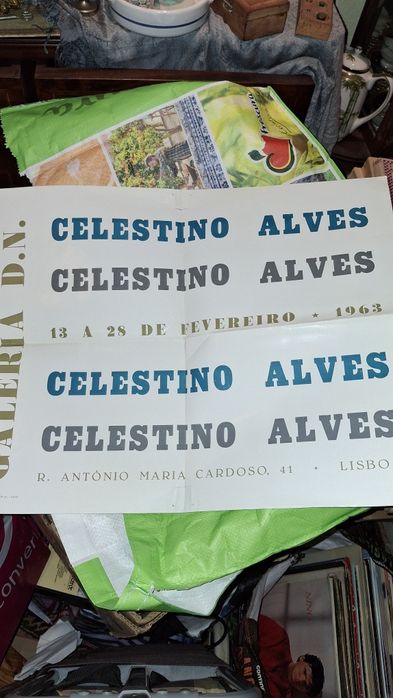 GALERIA D.N.
CELESTINO ALVES
CELESTINO ALVES
13 A 28 DE FEVEREIRO * 1963
CELESTINO ALVES
CELESTINO ALVES
R. ANTÓNIO MARIA CARDOSO, 41 * LISBO